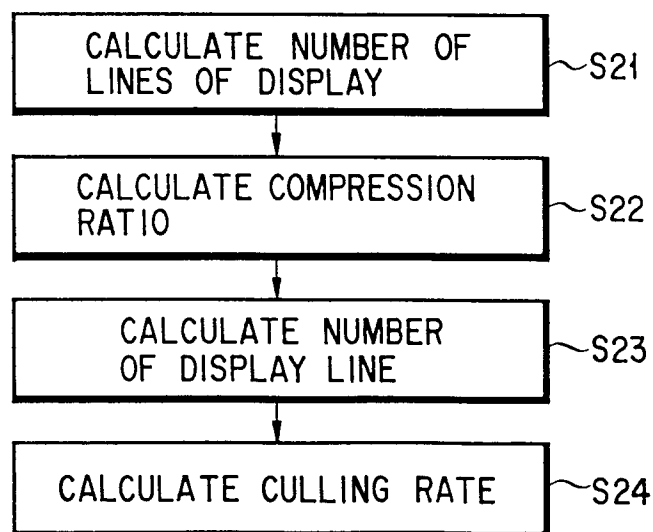 CALCULATE NUMBER OF
LINES OF DISPLAY
S21
CALCULATE COMPRESSION
RATIO
S22
CALCULATE NUMBER
OF DISPLAY LINE
S23
CALCULATE CULLING RATE
S24